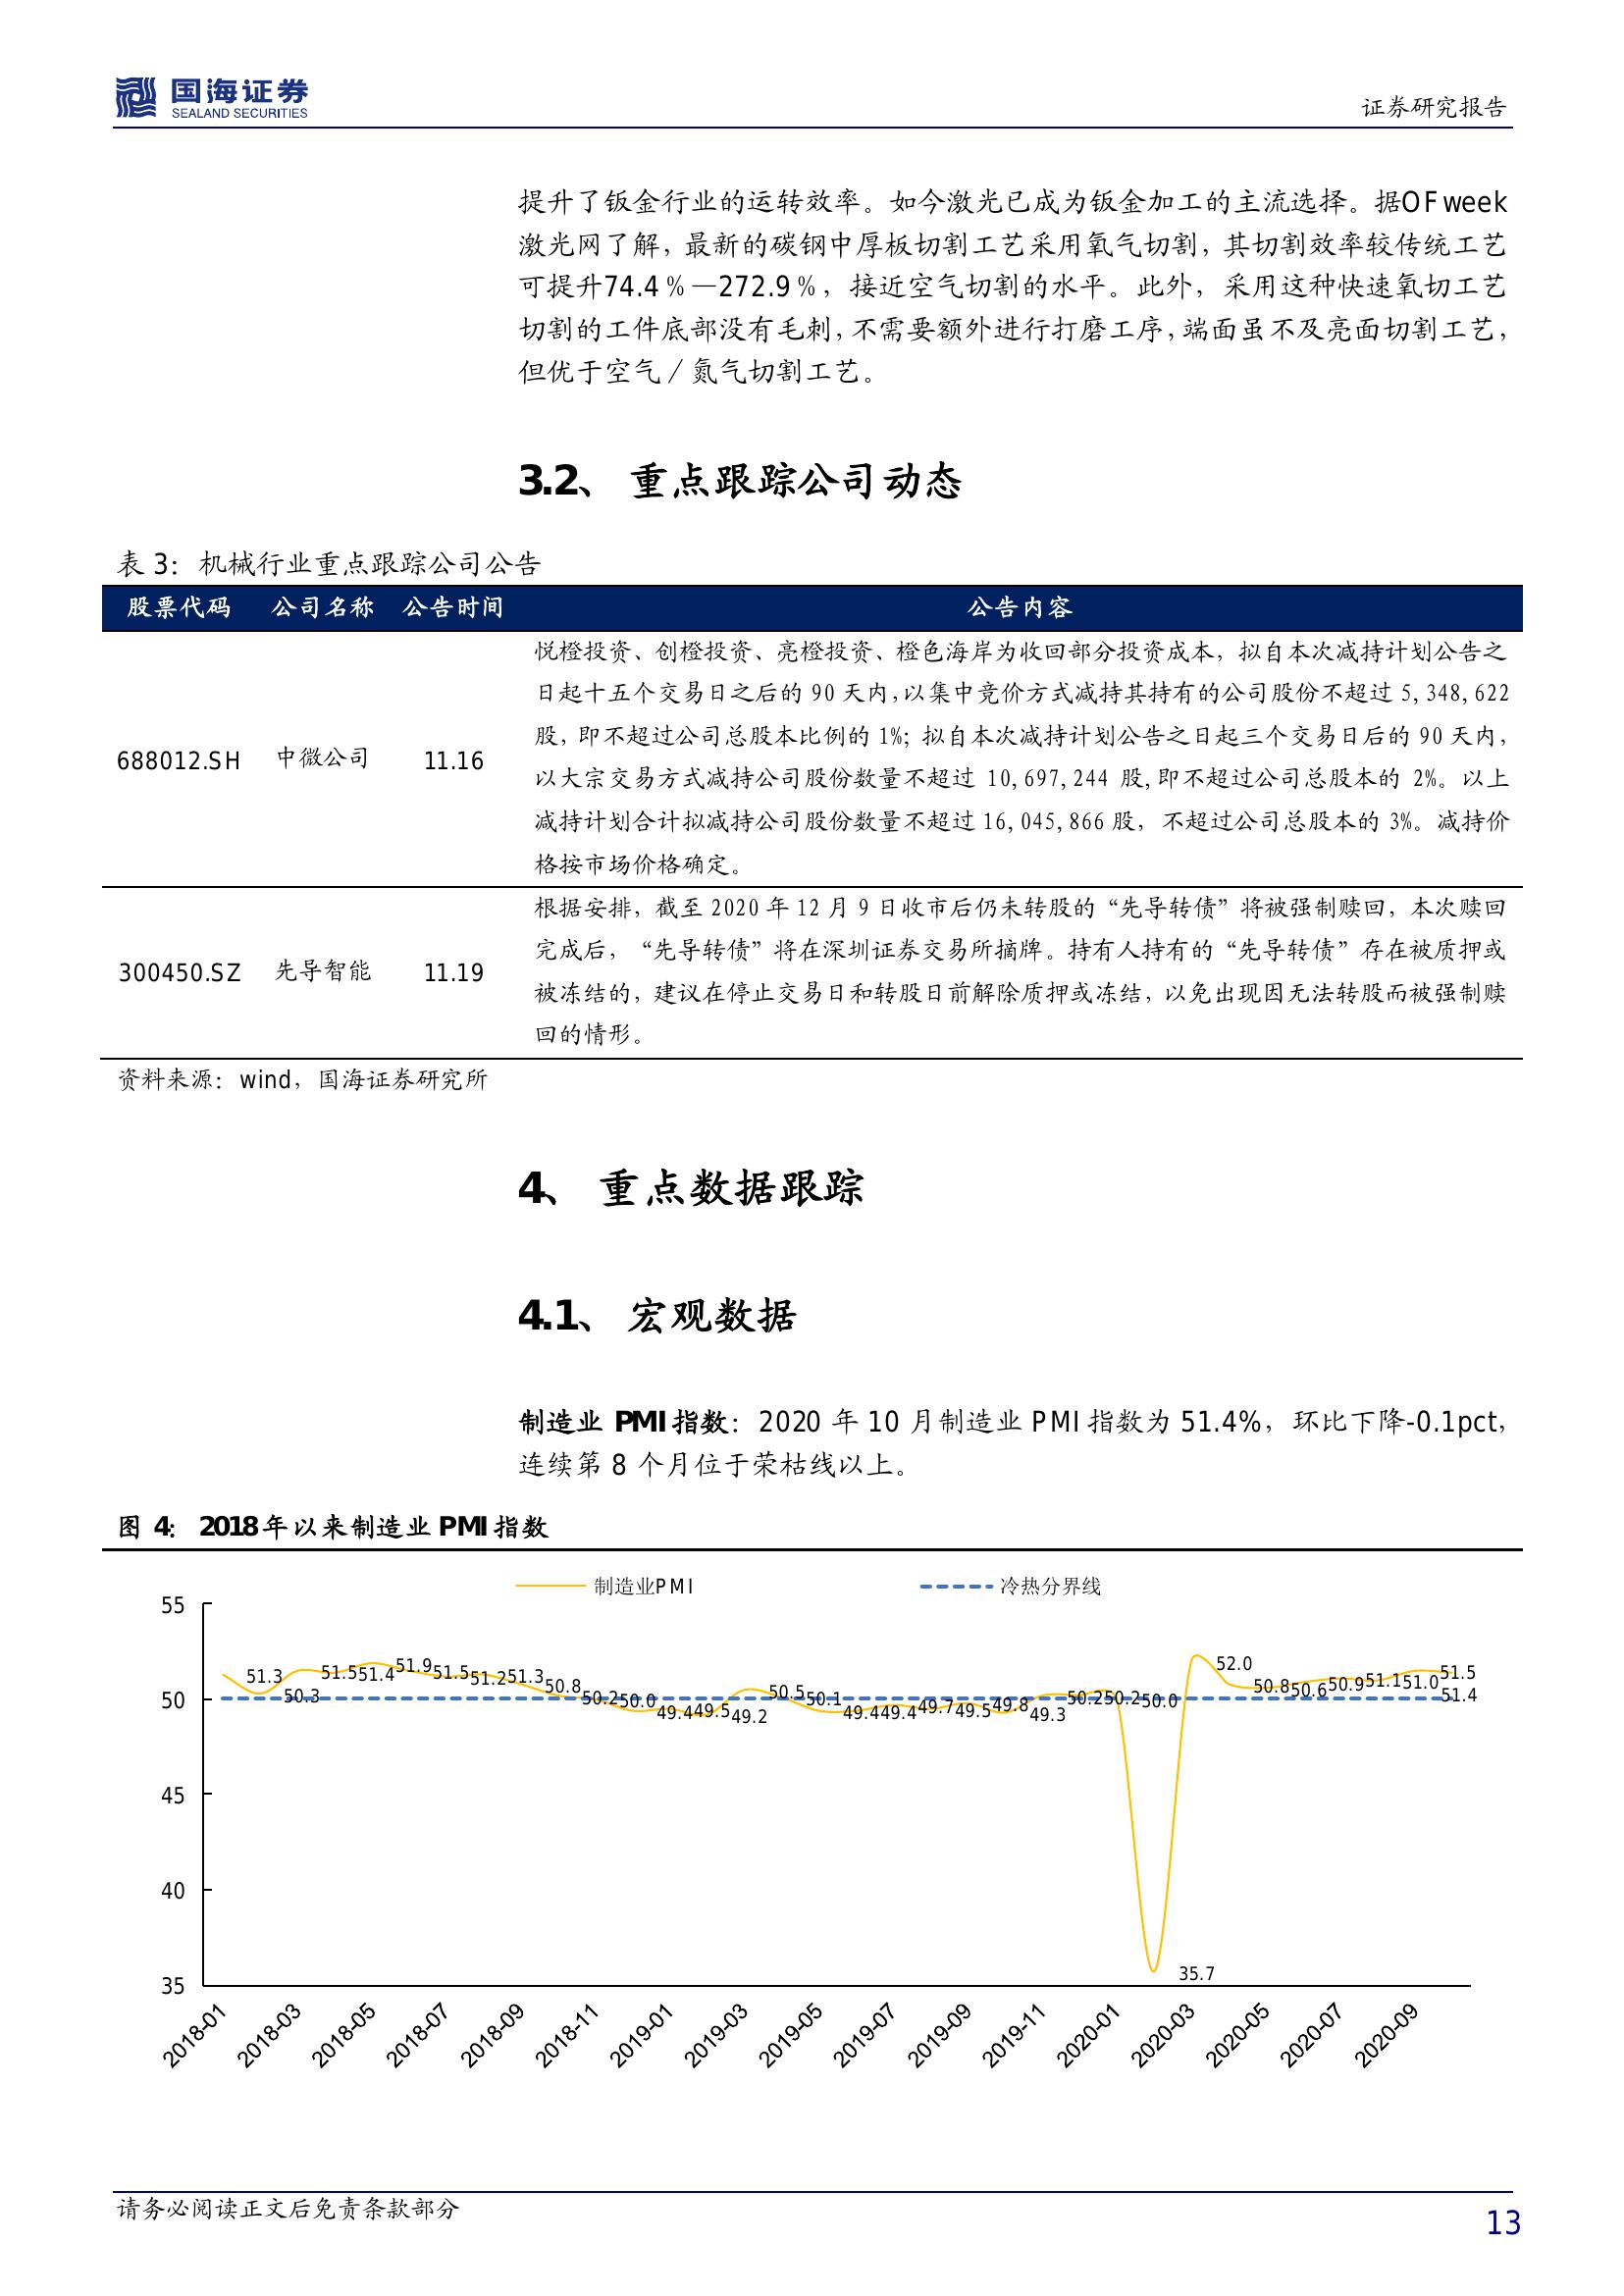 国海证券
SEALAND SECURITIES
证券研究报告
提升了钣金行业的运转效率。如今激光已成为钣金加工的主流选择。据OFweek
激光网了解，最新的碳钢中厚板切割工艺采用氧气切割，其切割效率较传统工艺
可提升74.4％—272.9％，接近空气切割的水平。此外，采用这种快速氧切工艺
切割的工件底部没有毛刺，不需要额外进行打磨工序，端面虽不及亮面切割工艺，
但优于空气／氮气切割工艺。
3.2、 重点跟踪公司动态
表 3：机械行业重点跟踪公司公告
股票代码 公司名称 公告时间 公告内容
悦橙投资、创橙投资、亮橙投资、橙色海岸为收回部分投资成本，拟自本次减持计划公告之
日起十五个交易日之后的 90 天内，以集中竞价方式减持其持有的公司股份不超过 5,348,622
股，即不超过公司总股本比例的 1%；拟自本次减持计划公告之日起三个交易日后的 90 天内，
688012.SH 中微公司 11.16
以大宗交易方式减持公司股份数量不超过 10,697,244 股，即不超过公司总股本的 2%。以上
减持计划合计拟减持公司股份数量不超过 16,045,866 股，不超过公司总股本的 3%。减持价
格按市场价格确定。
根据安排，截至 2020 年 12 月 9 日收市后仍未转股的“先导转债”将被强制赎回，本次赎回
完成后，“先导转债”将在深圳证券交易所摘牌。持有人持有的“先导转债”存在被质押或
300450.SZ 先导智能 11.19
被冻结的，建议在停止交易日和转股日前解除质押或冻结，以免出现因无法转股而被强制赎
回的情形。
资料来源：wind，国海证券研究所
4、 重点数据跟踪
4.1、 宏观数据
制造业 PMI 指数：2020 年 10 月制造业 PMI 指数为 51.4%，环比下降-0.1pct，
连续第 8 个月位于荣枯线以上。
图 4： 2018 年以来制造业 PMI 指数
制造业PMI 冷热分界线
55
50
45
40
35
51.3 50.3 51.5 51.4 51.9 51.5 51.2 51.3 50.8 50.2 50.0 49.4 49.5 49.2 50.5 50.1 49.4 49.4 49.7 49.5 49.8 49.3 50.2 50.2 50.0 35.7 52.0 50.8 50.6 50.9 51.1 51.0 51.5 51.4
2018-01 2018-03 2018-05 2018-07 2018-09 2018-11 2019-01 2019-03 2019-05 2019-07 2019-09 2019-11 2020-01 2020-03 2020-05 2020-07 2020-09
请务必阅读正文后免责条款部分
13